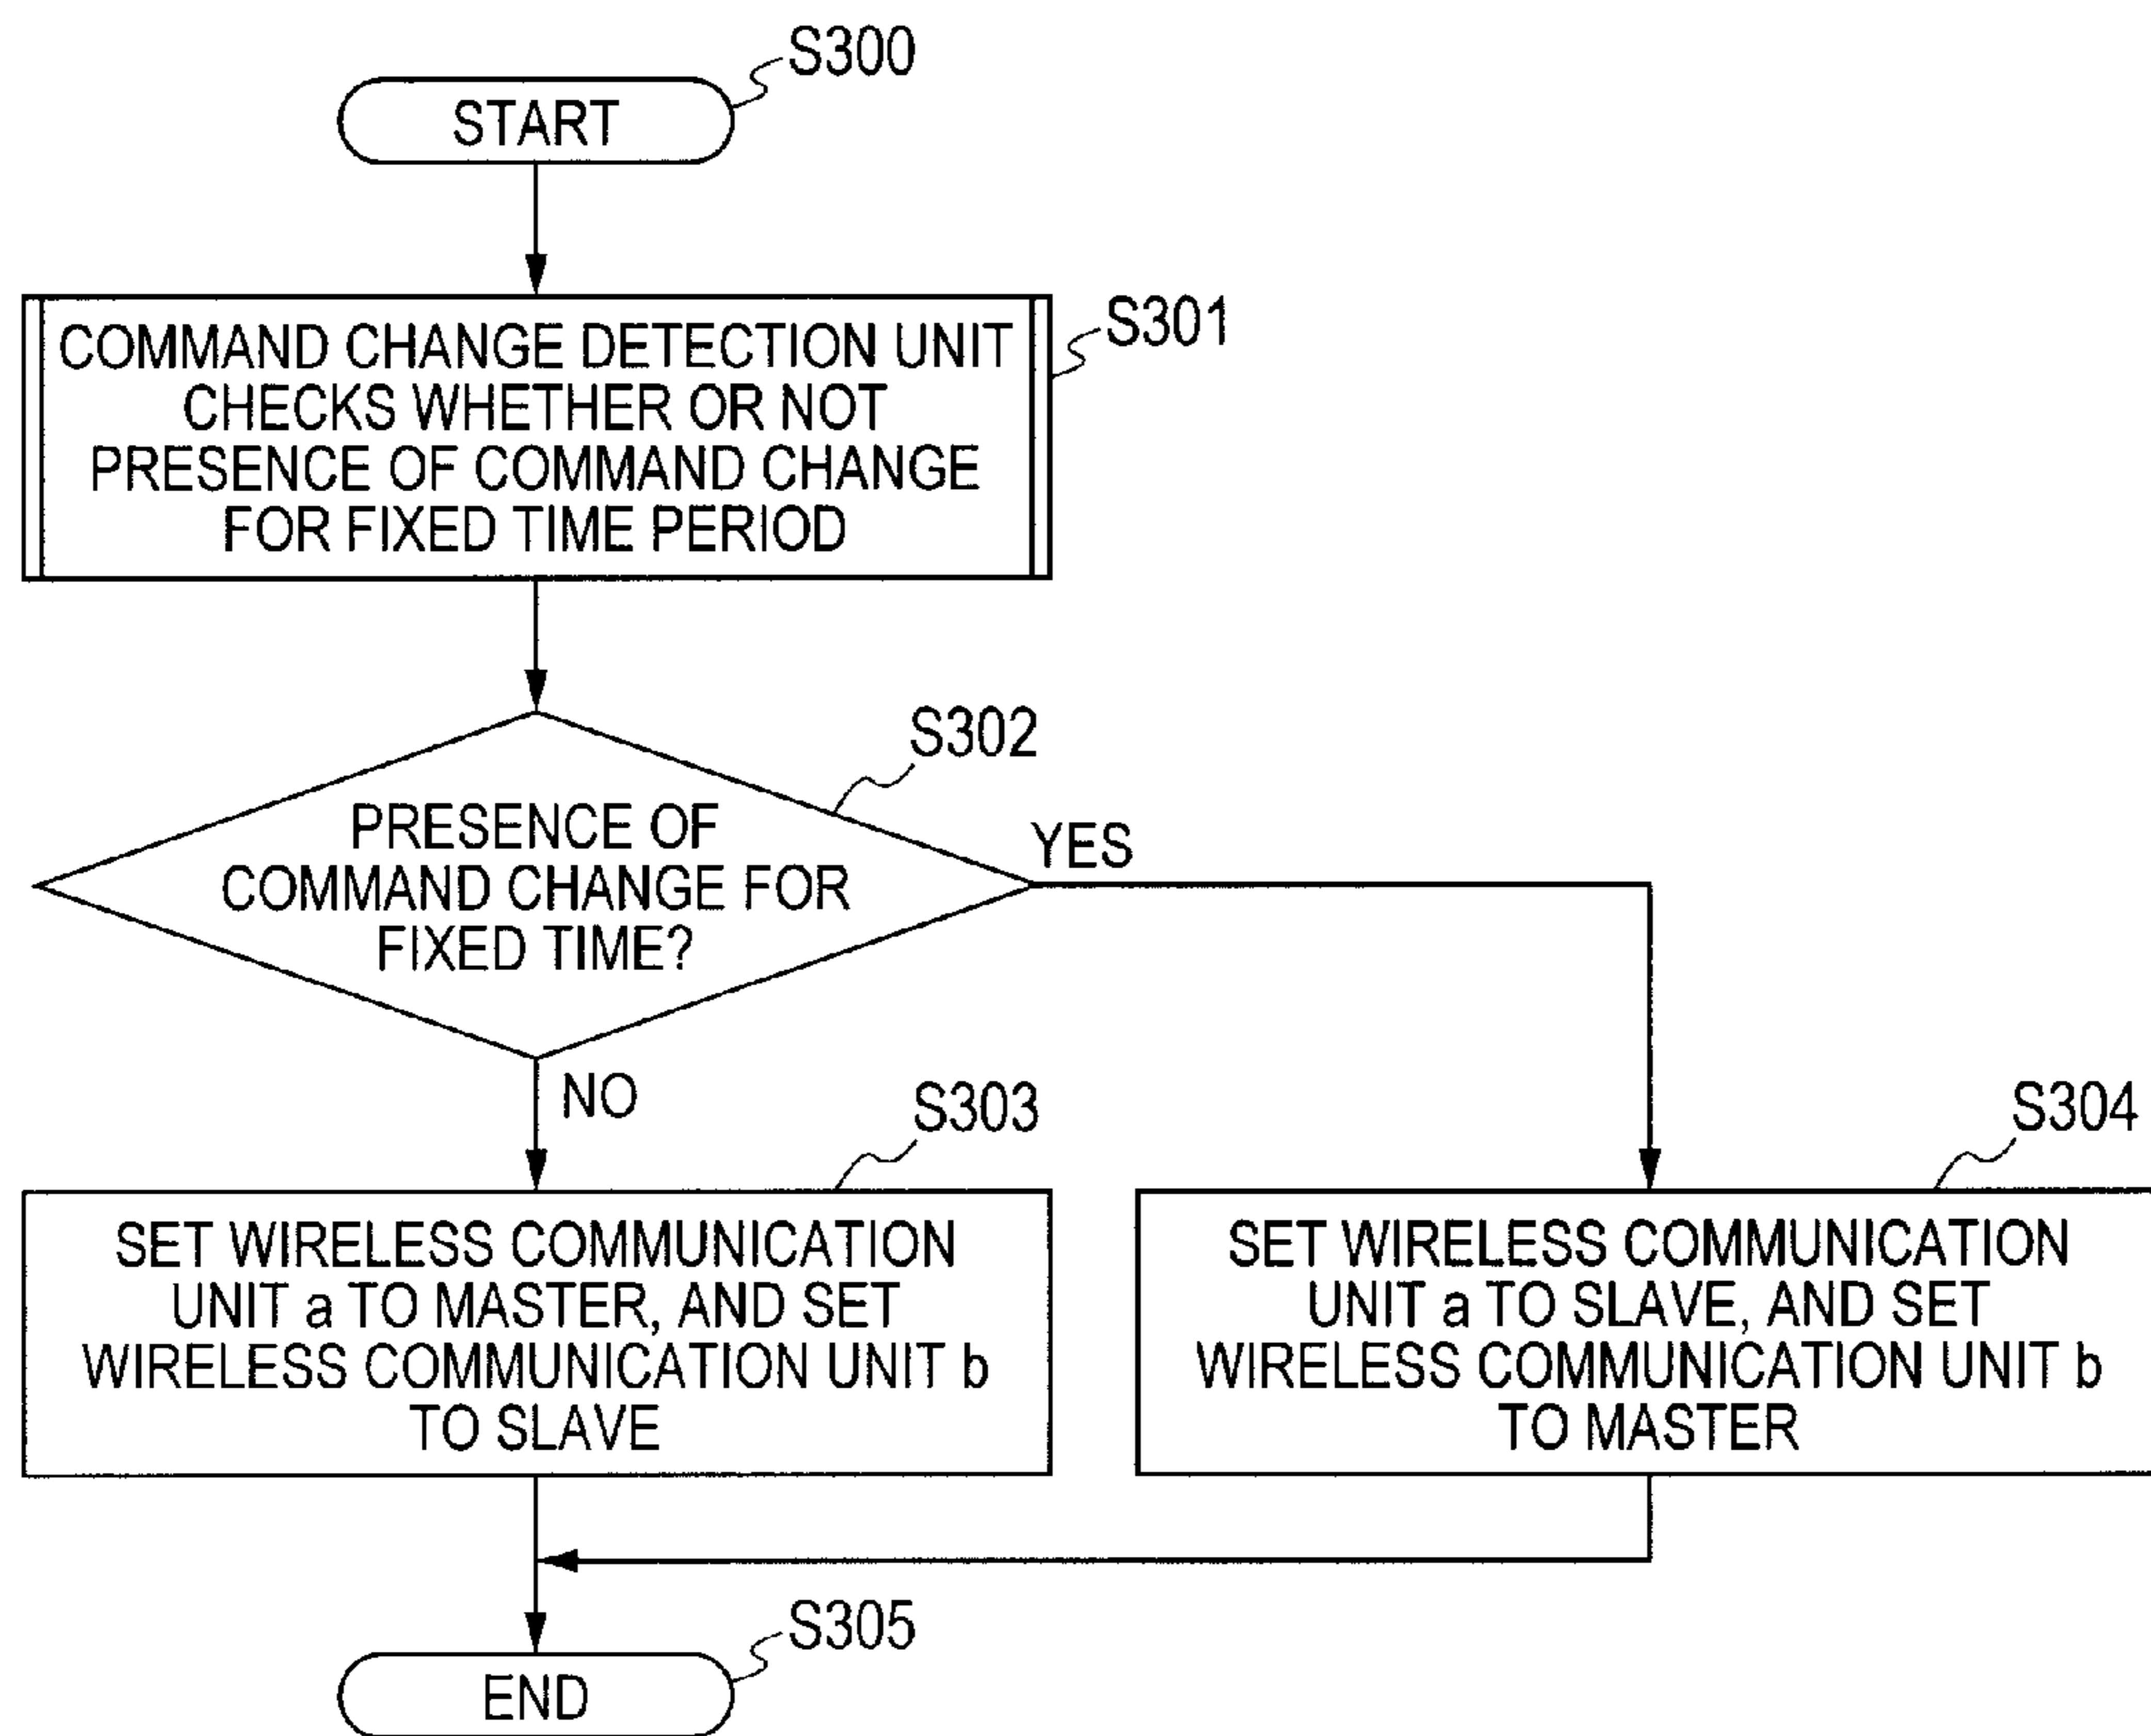 S300
START
S301
COMMAND CHANGE DETECTION UNIT
CHECKS WHETHER OR NOT
PRESENCE OF COMMAND CHANGE
FOR FIXED TIME PERIOD
S302
PRESENCE OF
COMMAND CHANGE FOR
FIXED TIME?
YES
NO
S303
SET WIRELESS COMMUNICATION
UNIT a TO MASTER, AND SET
WIRELESS COMMUNICATION UNIT b
TO SLAVE
S304
SET WIRELESS COMMUNICATION
UNIT a TO SLAVE, AND SET
WIRELESS COMMUNICATION UNIT b
TO MASTER
S305
END